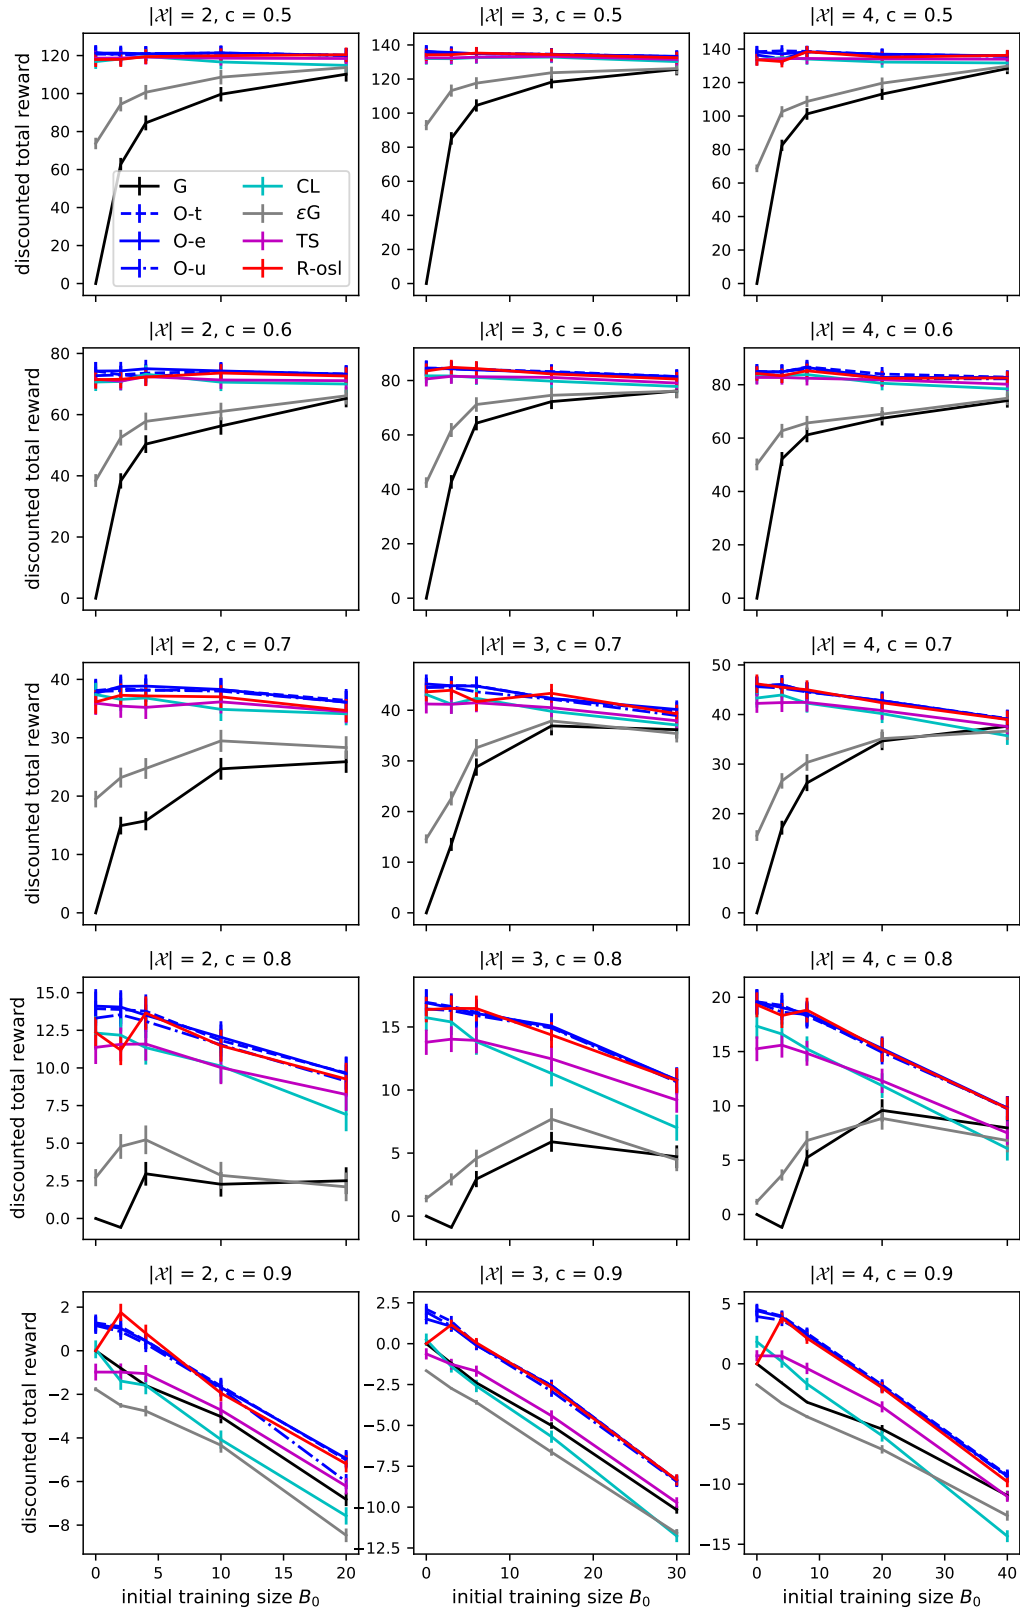 |𝒳| = 2, c = 0.5
|𝒳| = 3, c = 0.5
|𝒳| = 4, c = 0.5
discounted total reward
120
100
80
60
40
20
0
140
120
100
80
60
40
20
0
140
120
100
80
60
40
20
0
G
O-t
O-e
O-u
CL
εG
TS
R-osl
|𝒳| = 2, c = 0.6
|𝒳| = 3, c = 0.6
|𝒳| = 4, c = 0.6
discounted total reward
80
60
40
20
0
80
60
40
20
0
80
60
40
20
0
|𝒳| = 2, c = 0.7
|𝒳| = 3, c = 0.7
|𝒳| = 4, c = 0.7
discounted total reward
40
30
20
10
0
40
30
20
10
0
50
40
30
20
10
0
|𝒳| = 2, c = 0.8
|𝒳| = 3, c = 0.8
|𝒳| = 4, c = 0.8
discounted total reward
15.0
12.5
10.0
7.5
5.0
2.5
0.0
15
10
5
0
20
15
10
5
0
|𝒳| = 2, c = 0.9
|𝒳| = 3, c = 0.9
|𝒳| = 4, c = 0.9
discounted total reward
2
0
−2
−4
−6
−8
2.5
0.0
−2.5
−5.0
−7.5
−10.0
−12.5
5
0
−5
−10
−15
0 5 10 15 20
0 10 20 30
0 10 20 30 40
initial training size B₀
initial training size B₀
initial training size B₀